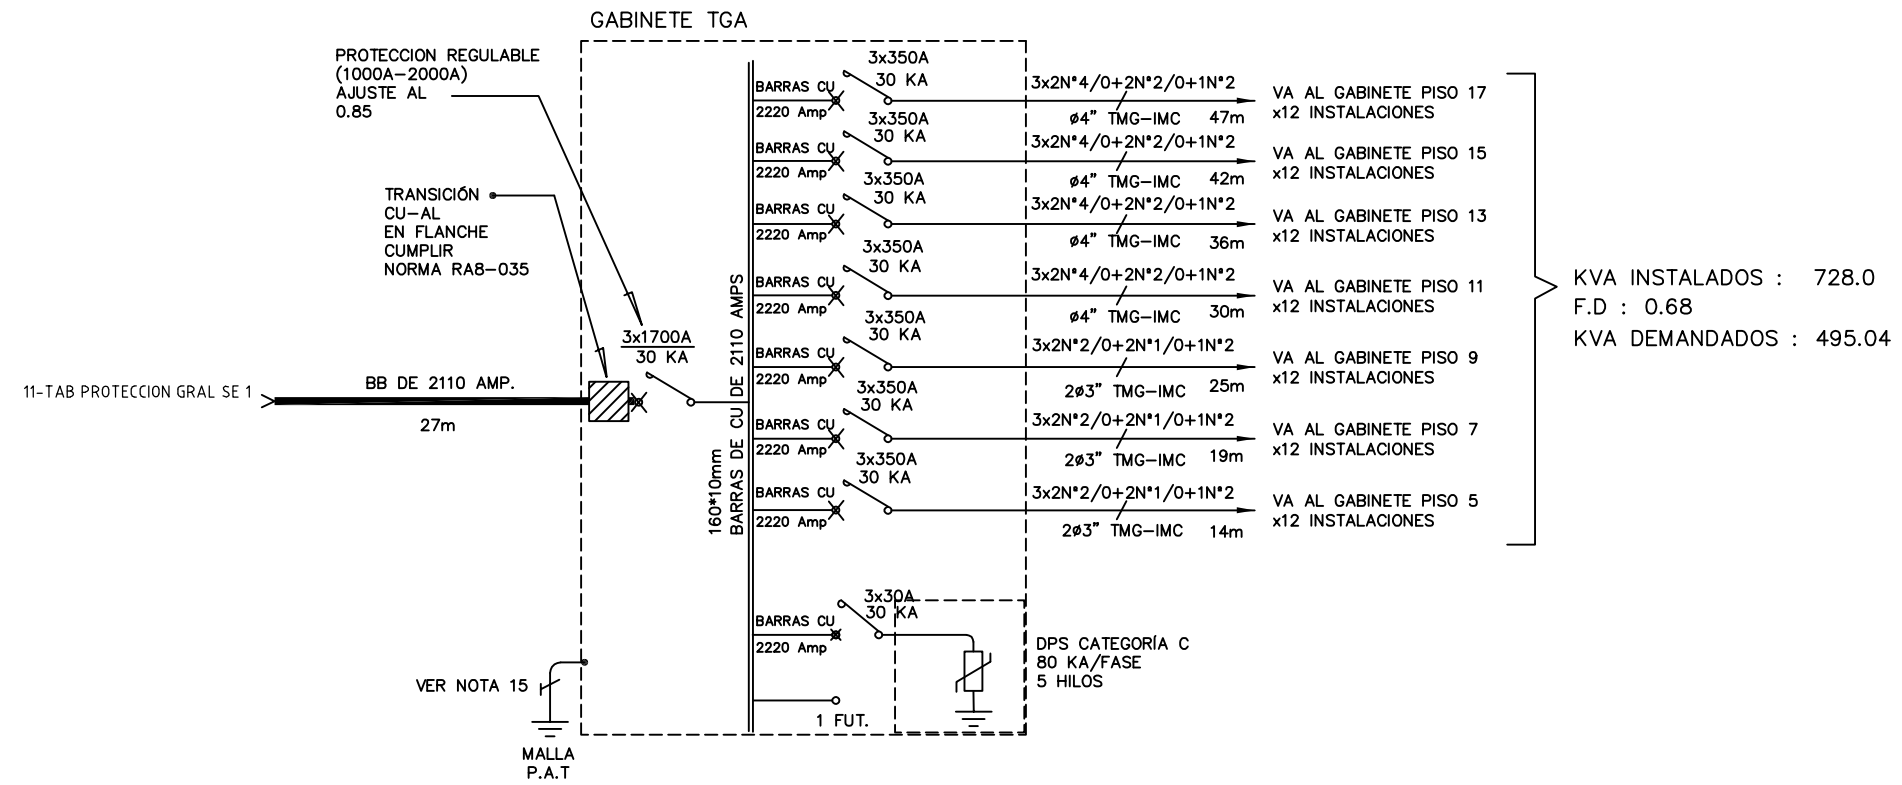 GABINETE TGA
PROTECCION REGULABLE
(1000A-2000A)
AJUSTE AL
0.85
TRANSICIÓN
CU-AL
EN FLANCHE
CUMPLIR
NORMA RA8-035
3x1700A
30 KA
11-TAB PROTECCION GRAL SE 1
BB DE 2110 AMP.
27m
160*10mm
BARRAS DE CU DE 2110 AMPS
BARRAS CU
2220 Amp
3x350A
30 KA
3x2N°4/0+2N°2/0+1N°2
ø4" TMG-IMC
47m
VA AL GABINETE PISO 17
x12 INSTALACIONES
BARRAS CU
2220 Amp
3x350A
30 KA
3x2N°4/0+2N°2/0+1N°2
ø4" TMG-IMC
42m
VA AL GABINETE PISO 15
x12 INSTALACIONES
BARRAS CU
2220 Amp
3x350A
30 KA
3x2N°4/0+2N°2/0+1N°2
ø4" TMG-IMC
36m
VA AL GABINETE PISO 13
x12 INSTALACIONES
BARRAS CU
2220 Amp
3x350A
30 KA
3x2N°4/0+2N°2/0+1N°2
ø4" TMG-IMC
30m
VA AL GABINETE PISO 11
x12 INSTALACIONES
BARRAS CU
2220 Amp
3x350A
30 KA
3x2N°2/0+2N°1/0+1N°2
2ø3" TMG-IMC
25m
VA AL GABINETE PISO 9
x12 INSTALACIONES
BARRAS CU
2220 Amp
3x350A
30 KA
3x2N°2/0+2N°1/0+1N°2
2ø3" TMG-IMC
19m
VA AL GABINETE PISO 7
x12 INSTALACIONES
BARRAS CU
2220 Amp
3x350A
30 KA
3x2N°2/0+2N°1/0+1N°2
2ø3" TMG-IMC
14m
VA AL GABINETE PISO 5
x12 INSTALACIONES
KVA INSTALADOS : 728.0
F.D : 0.68
KVA DEMANDADOS : 495.04
BARRAS CU
2220 Amp
3x30A
30 KA
DPS CATEGORÍA C
80 KA/FASE
5 HILOS
1 FUT.
VER NOTA 15
MALLA
P.A.T